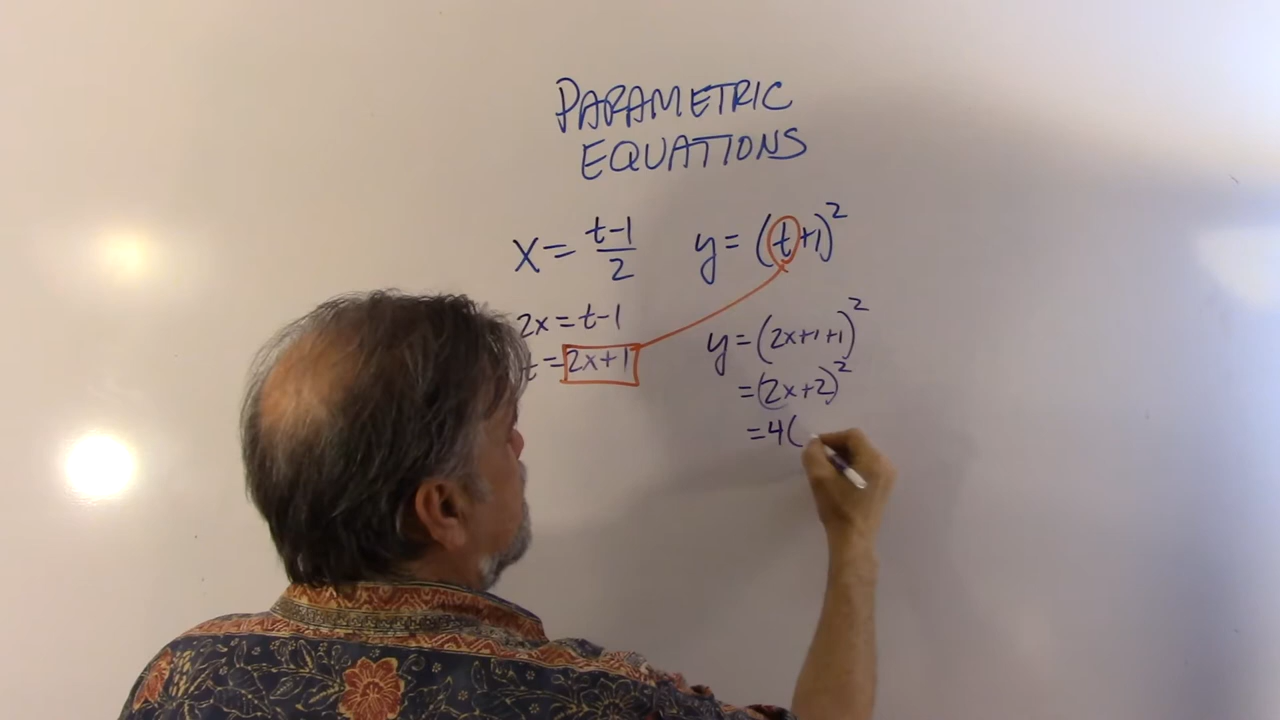 PARAMETRIC
EQUATIONS
x = t-1/2 y = (t+1)²
2x = t-1
t = 2x+1
y = (2x+1+1)²
= (2x+2)²
= 4(